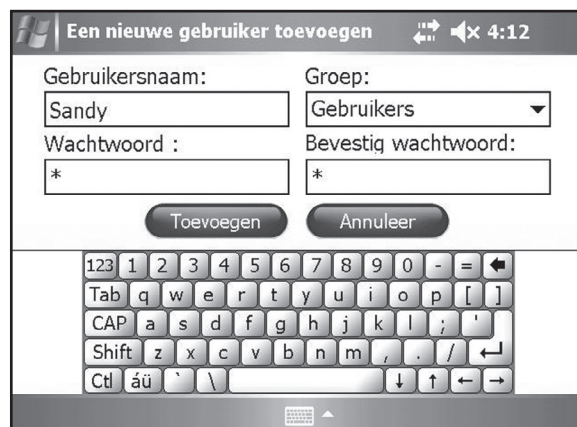 Een nieuwe gebruiker toevoegen 4:12
Gebruikersnaam: Groep:
Sandy Gebruikers
Wachtwoord : Bevestig wachtwoord:
* *
Toevoegen Annuleer
123 1 2 3 4 5 6 7 8 9 0 - =
Tab q w e r t y u i o p [ ]
CAP a s d f g h j k l ; '
Shift z x c v b n m , . /
Ctl áü ` \